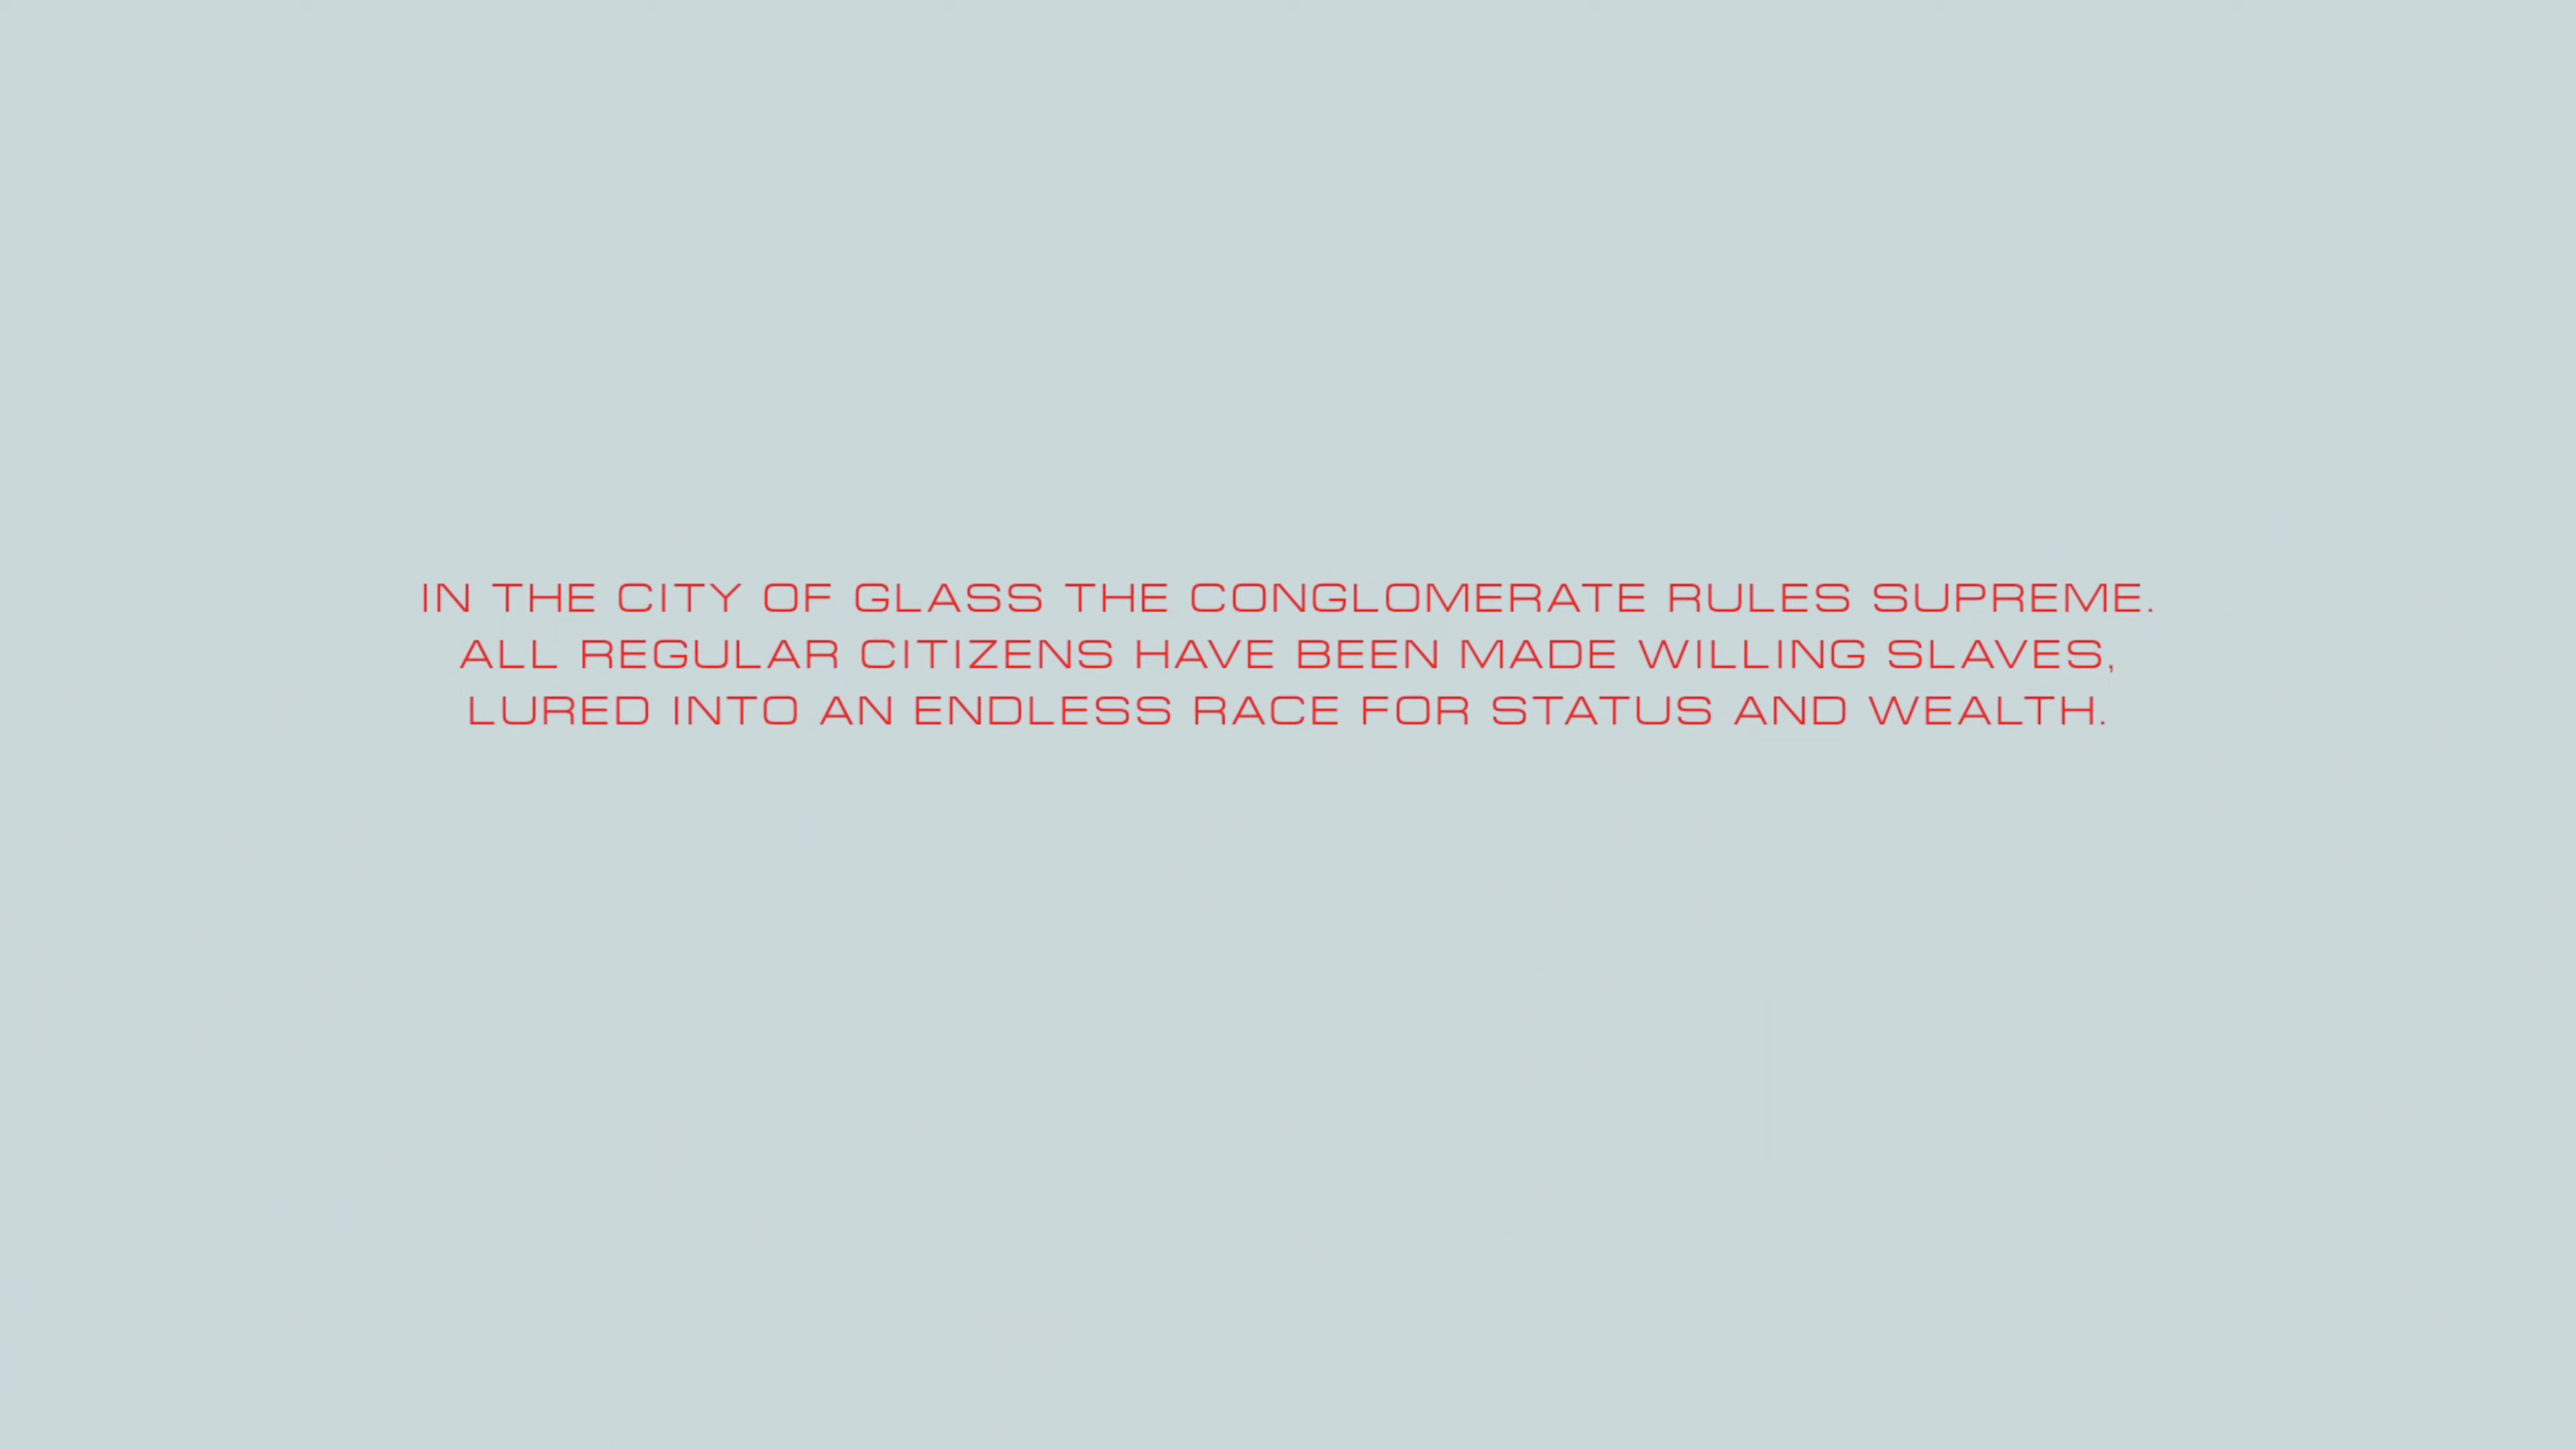 IN THE CITY OF GLASS THE CONGLOMERATE RULES SUPREME.
ALL REGULAR CITIZENS HAVE BEEN MADE WILLING SLAVES,
LURED INTO AN ENDLESS RACE FOR STATUS AND WEALTH.